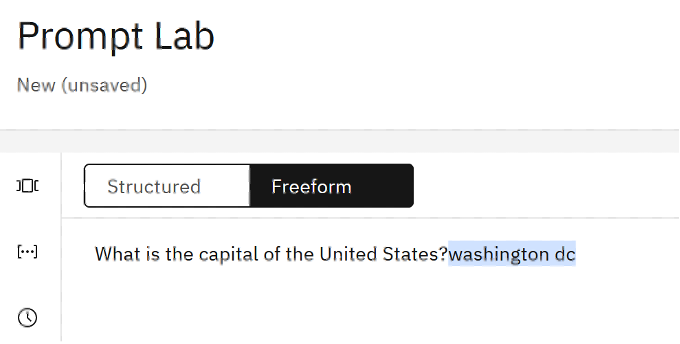 Prompt Lab
New (unsaved)
Structured Freeform
What is the capital of the United States?washington dc